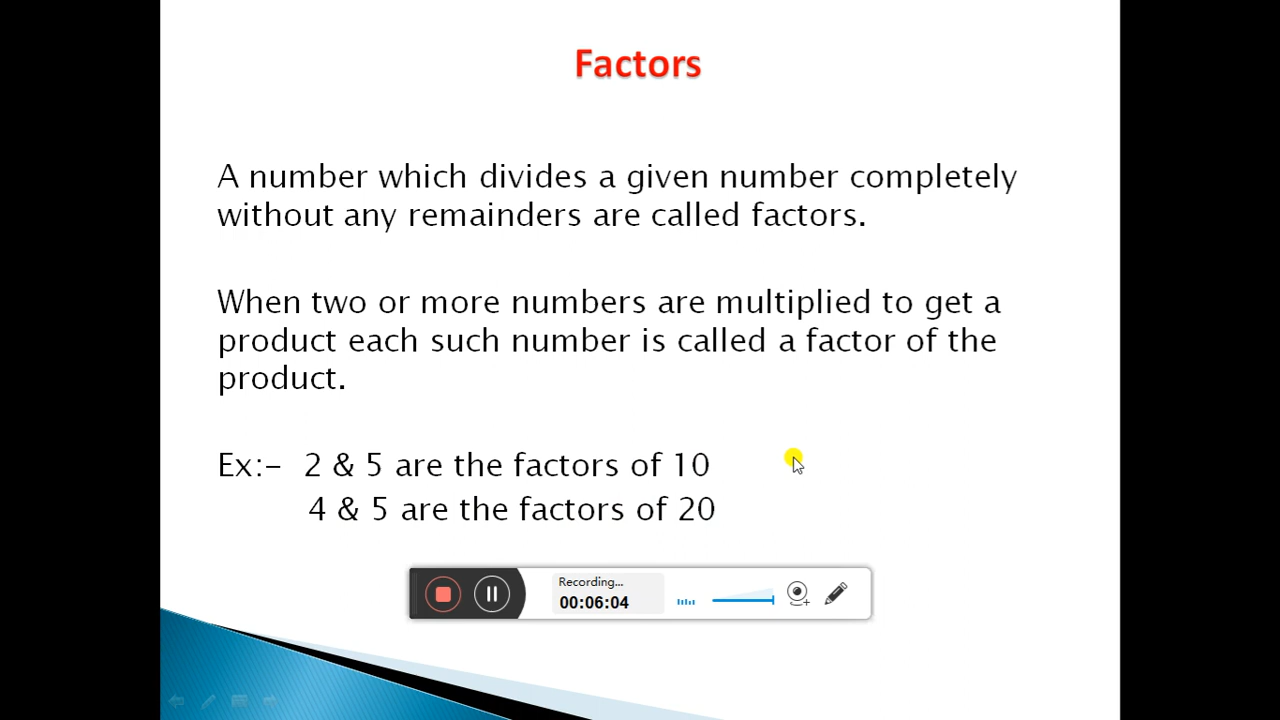 Factors
A number which divides a given number completely
without any remainders are called factors.
When two or more numbers are multiplied to get a
product each such number is called a factor of the
product.
Ex:- 2 & 5 are the factors of 10
4 & 5 are the factors of 20
Recording...
00:06:04